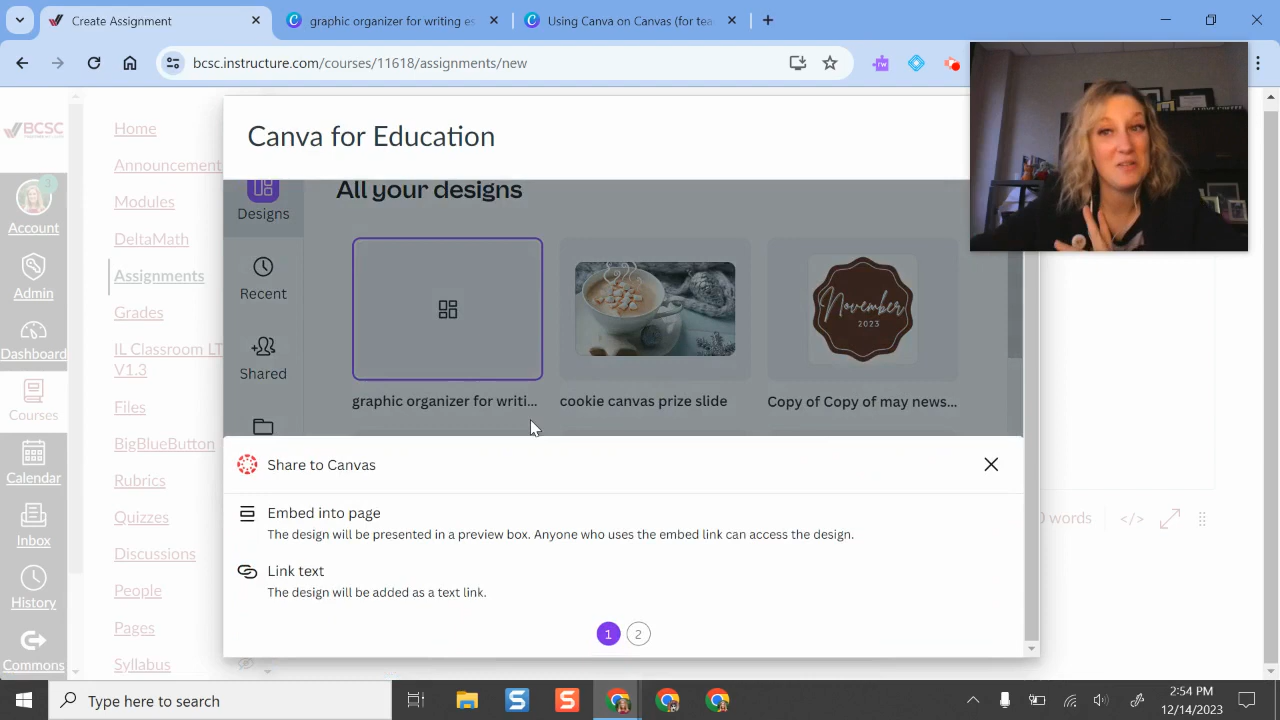 Create Assignment
graphic organizer for writing es
Using Canva on Canvas (for tea
bcsc.instructure.com/courses/11618/assignments/new
rw
BCSC
3
Account
Admin
Dashboard
Courses
Calendar
Inbox
History
Commons
Home
Announcement
Modules
DeltaMath
Assignments
Grades
IL Classroom LT
V1.3
Files
BigBlueButton
Rubrics
Quizzes
Discussions
People
Pages
Syllabus
Canva for Education
Designs
Recent
Shared
All your designs
November
2023
graphic organizer for writi...
cookie canvas prize slide
Copy of Copy of may news...
Share to Canvas
Embed into page
The design will be presented in a preview box. Anyone who uses the embed link can access the design.
Link text
The design will be added as a text link.
1 2
0 words
</>
Type here to search
S
S
2:54 PM
12/14/2023